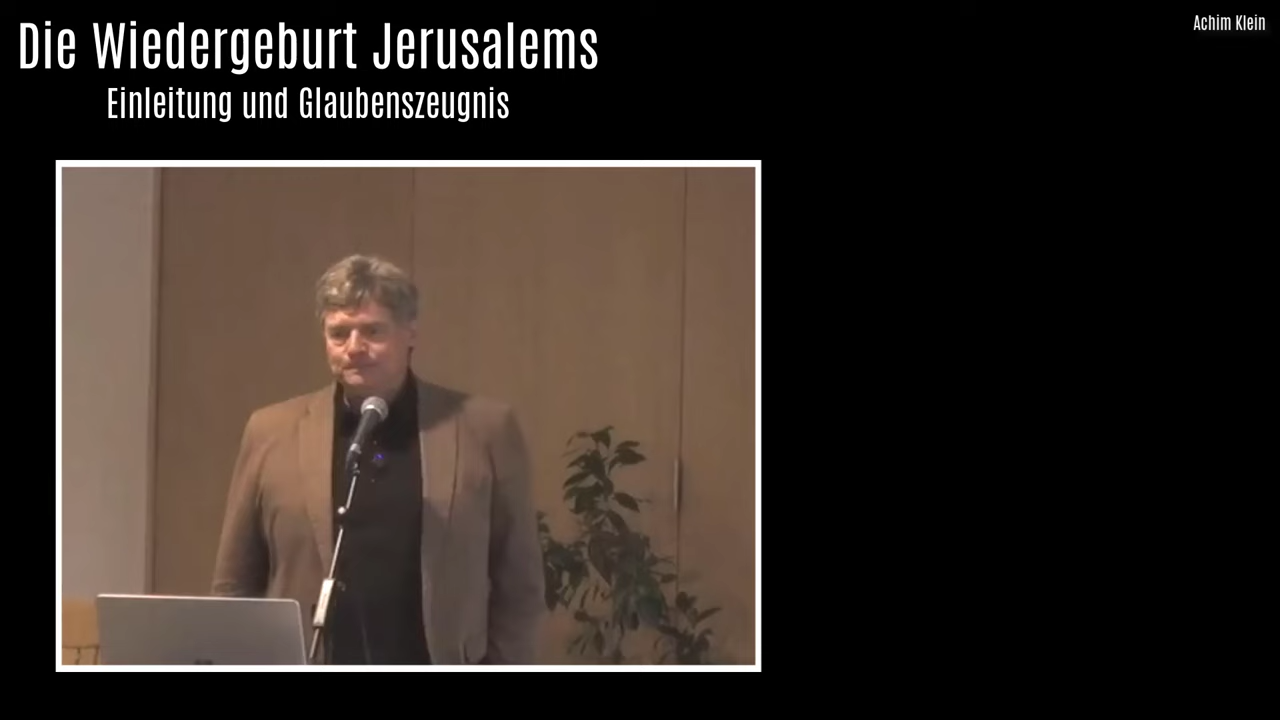 Die Wiedergeburt Jerusalems
Einleitung und Glaubenszeugnis
Achim Klein